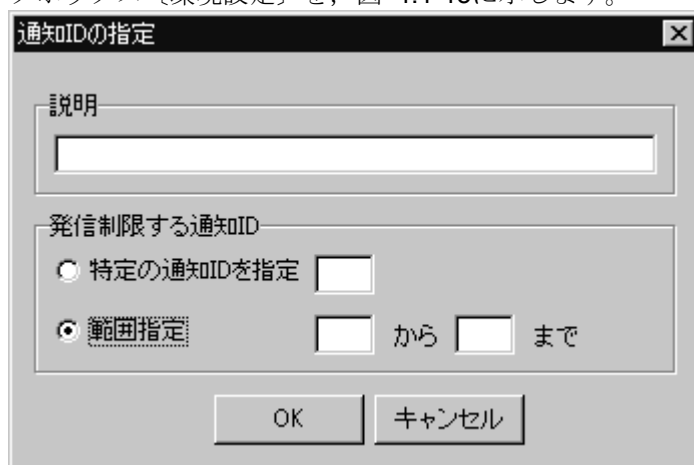 通知IDの指定
説明
発信制限する通知ID
特定の通知IDを指定
範囲指定 から まで
OK キャンセル